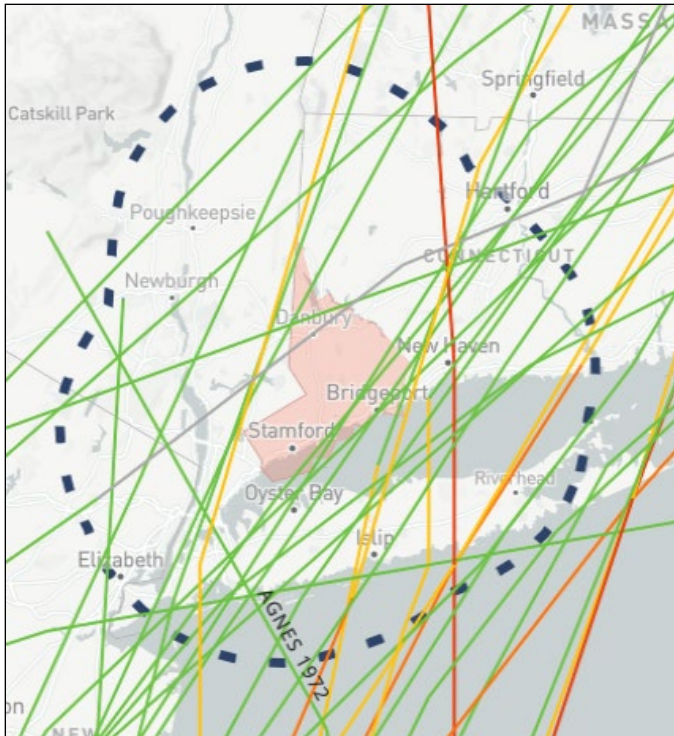 MASSA
Springfield
Catskill Park
Hartford
Poughkeepsie
CONNECTICUT
Newburgh
Danbury
New Haven
Bridgeport
Stamford
Riverhead
Oyster Bay
Islip
Elizabeth
AGNES 1972
on
NEW